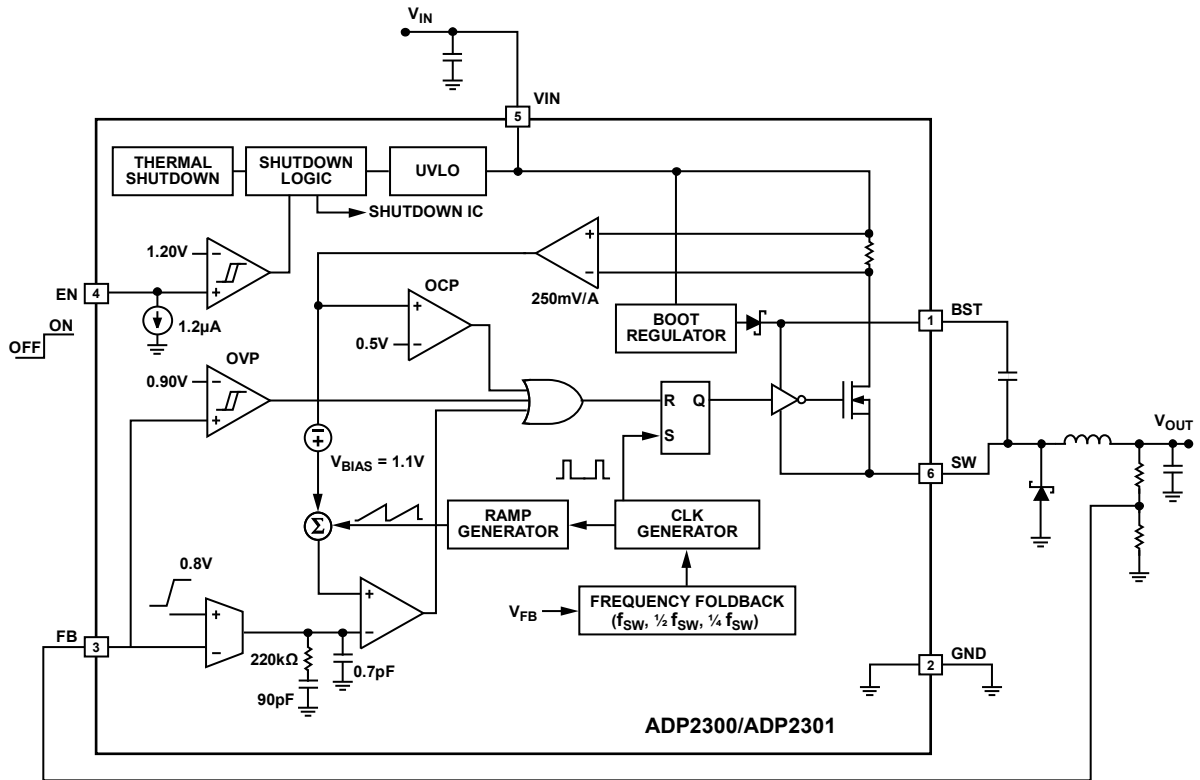 VIN
VIN
5
THERMAL
SHUTDOWN
SHUTDOWN
LOGIC
UVLO
SHUTDOWN IC
1.20V
−
+
EN
4
1.2µA
ON
OFF
+
−
250mV/A
OCP
+
0.5V
−
BOOT
REGULATOR
1
BST
OVP
0.90V
−
+
R
Q
S
− +
VBIAS = 1.1V
VOUT
6
SW
Σ
RAMP
GENERATOR
CLK
GENERATOR
0.8V
+
−
+
−
VFB
FREQUENCY FOLDBACK
(fSW, ½ fSW, ¼ fSW)
FB
3
220kΩ
0.7pF
90pF
2
GND
ADP2300/ADP2301